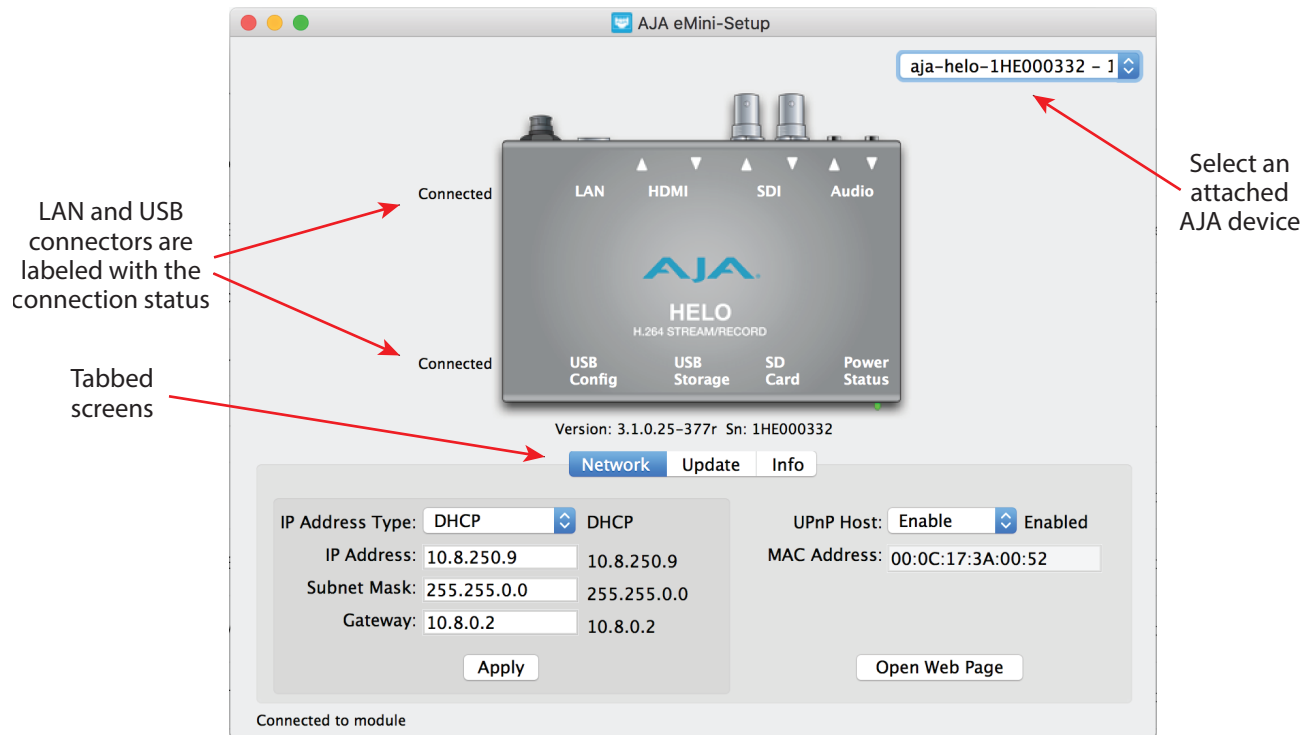 AJA eMini-Setup
aja-helo-1HE000332 – 1
Select an
attached
AJA device
Connected
LAN HDMI SDI Audio
LAN and USB
connectors are
labeled with the
connection status
AJA
HELO
H.264 STREAM/RECORD
Connected
USB Config
USB Storage
SD Card
Power Status
Tabbed
screens
Version: 3.1.0.25-377r Sn: 1HE000332
Network Update Info
IP Address Type: DHCP DHCP
IP Address: 10.8.250.9 10.8.250.9
Subnet Mask: 255.255.0.0 255.255.0.0
Gateway: 10.8.0.2 10.8.0.2
Apply
UPnP Host: Enable Enabled
MAC Address: 00:0C:17:3A:00:52
Open Web Page
Connected to module